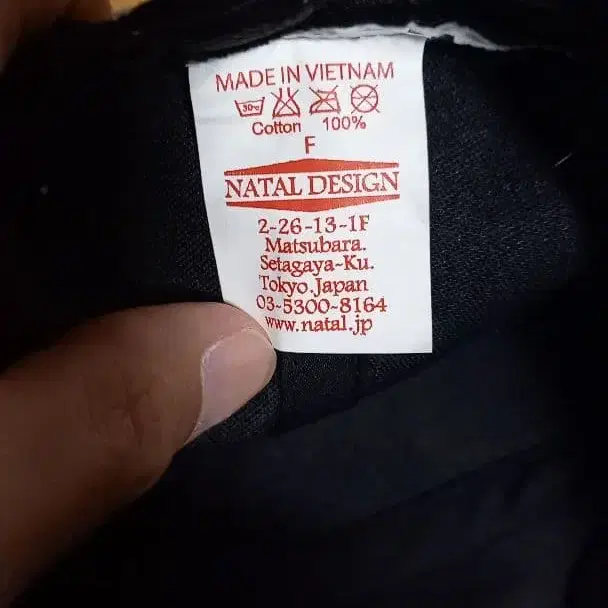 MADE IN VIETNAM
30c
Cotton 100%
F
NATAL DESIGN
2-26-13-1F
Matsubara.
Setagaya-Ku.
Tokyo.Japan
03-5300-8164
www.natal.jp